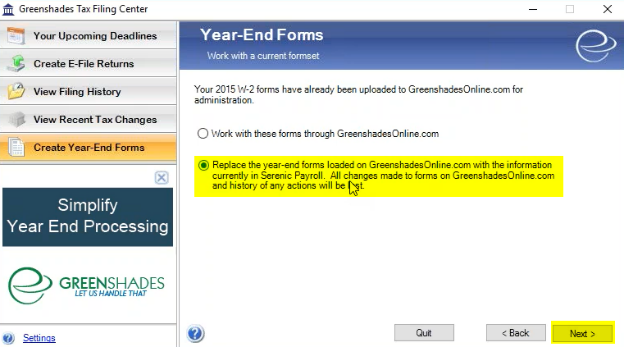 Greenshades Tax Filing Center
Your Upcoming Deadlines
Create E-File Returns
View Filing History
View Recent Tax Changes
Create Year-End Forms
Simplify
Year End Processing
GREENSHADES
LET US HANDLE THAT
Settings
Year-End Forms
Work with a current formset
Your 2015 W-2 forms have already been uploaded to GreenshadesOnline.com for
administration.
Work with these forms through GreenshadesOnline.com
Replace the year-end forms loaded on GreenshadesOnline.com with the information
currently in Serenic Payroll. All changes made to forms on GreenshadesOnline.com
and history of any actions will be lost.
Quit
< Back
Next >